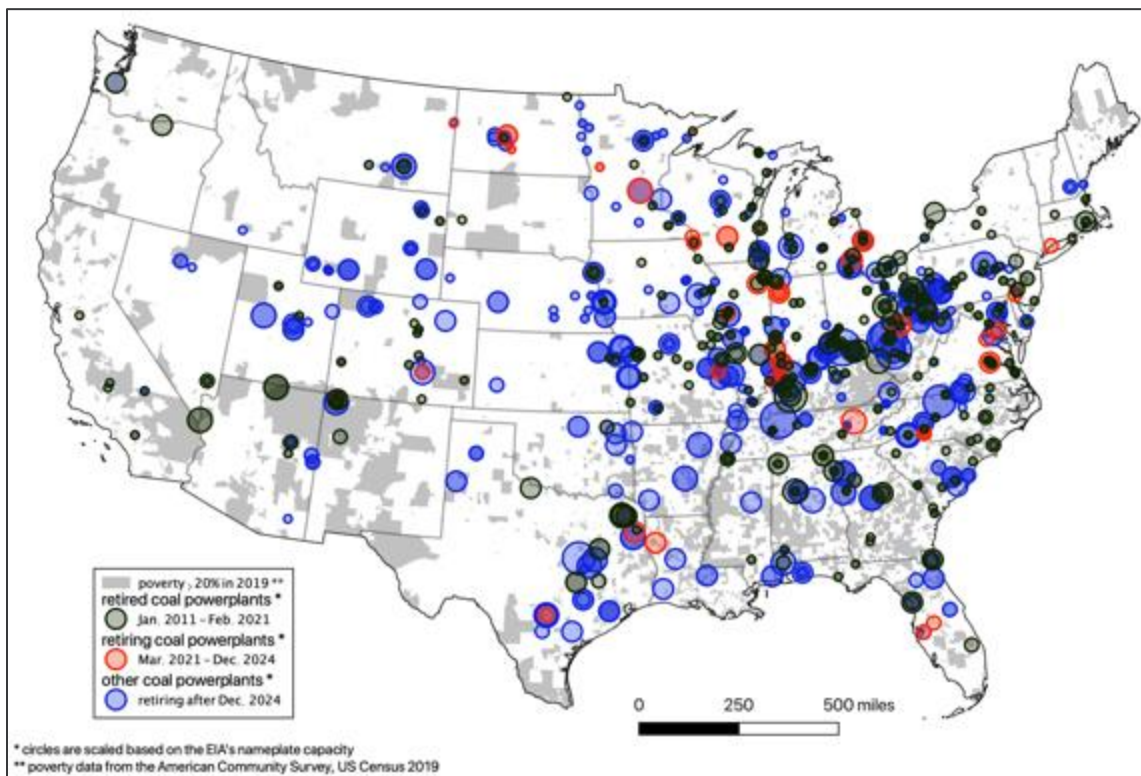 poverty > 20% in 2019 **
retired coal powerplants *
Jan. 2011 - Feb. 2021
retiring coal powerplants *
Mar. 2021 - Dec. 2024
other coal powerplants *
retiring after Dec. 2024
0 250 500 miles
* circles are scaled based on the EIA's nameplate capacity
** poverty data from the American Community Survey, US Census 2019